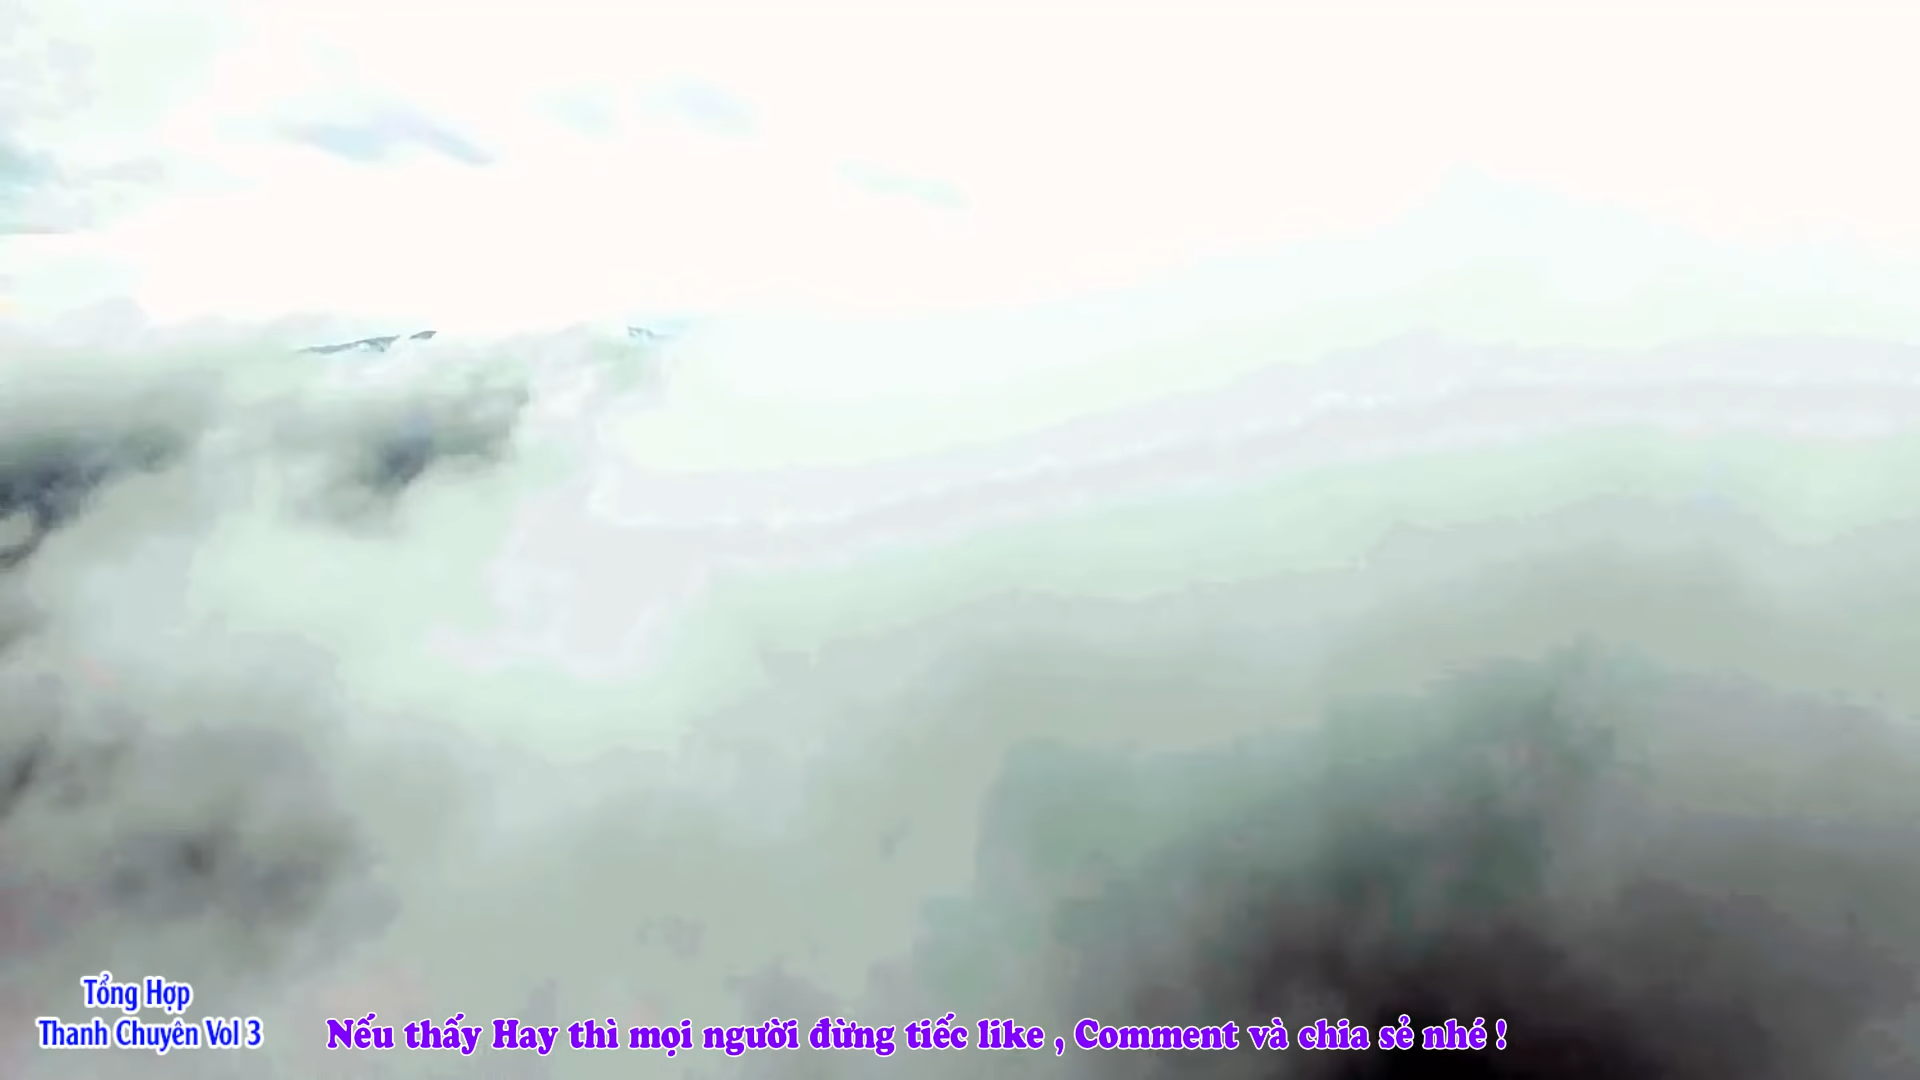 Tổng Hợp
Thanh Chuyên Vol 3
Nếu thấy Hay thì mọi người đừng tiếc like , Comment và chia sẻ nhé !